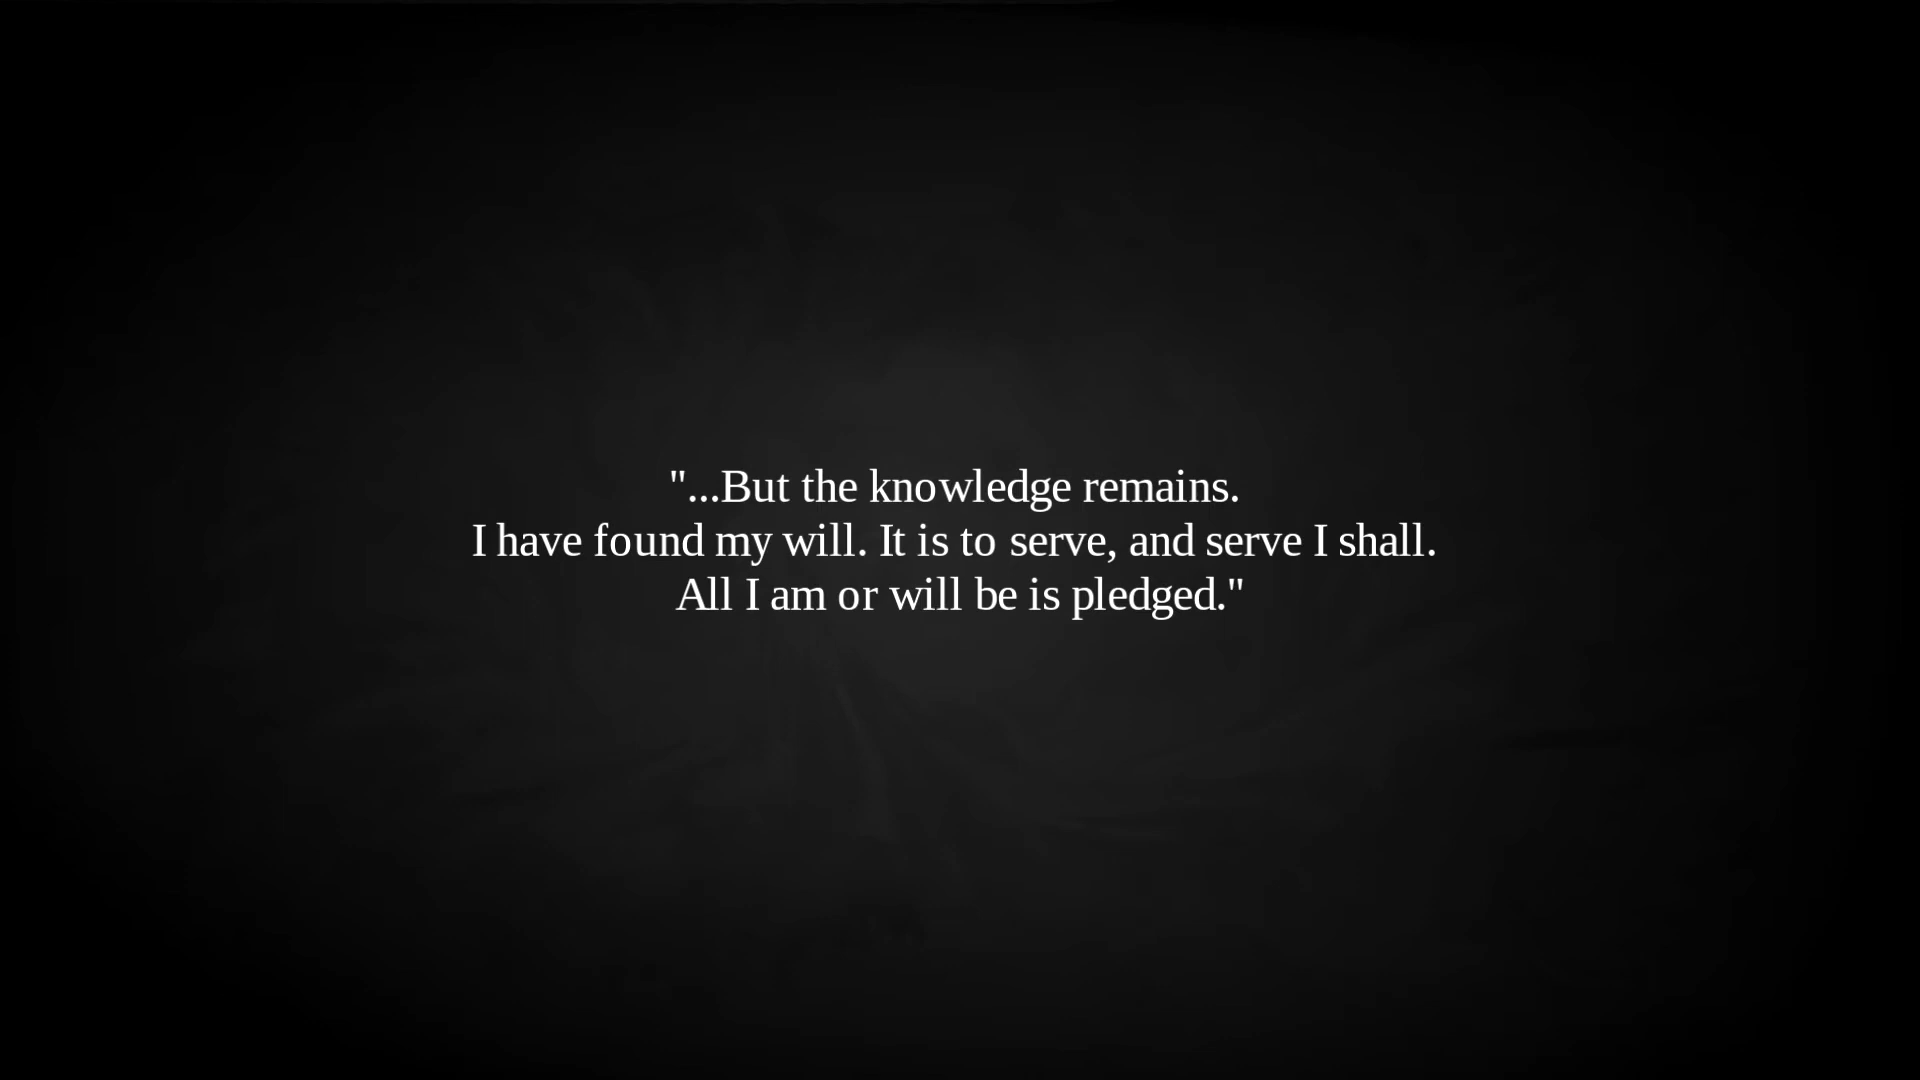 "...But the knowledge remains.
I have found my will. It is to serve, and serve I shall.
All I am or will be is pledged."